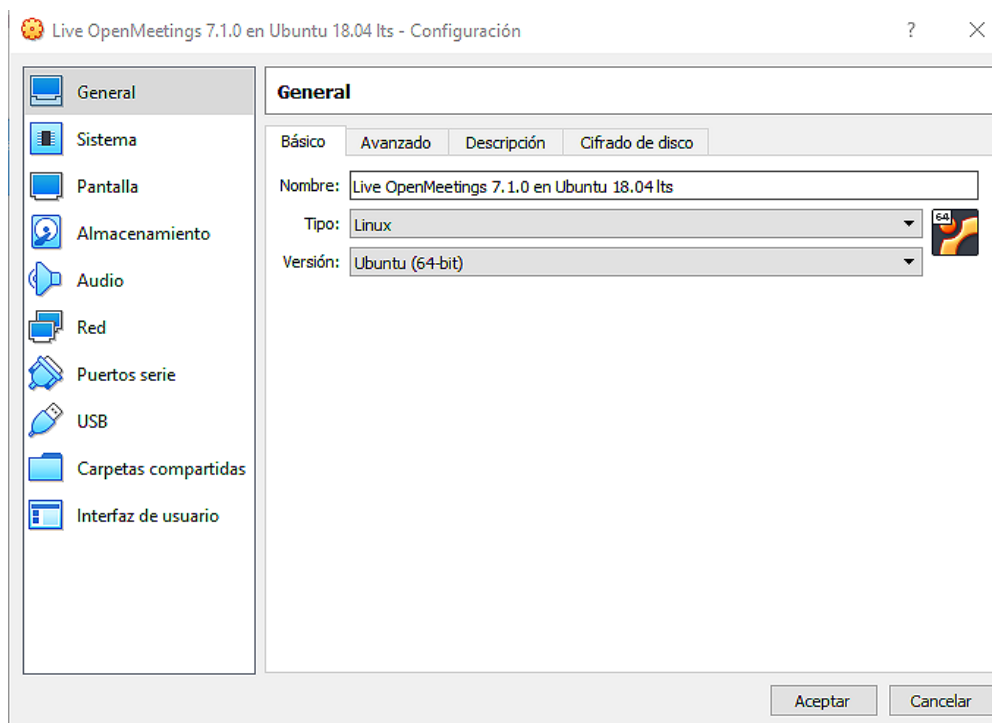 Live OpenMeetings 7.1.0 en Ubuntu 18.04 lts - Configuración
?
General
Sistema
Pantalla
Almacenamiento
Audio
Red
Puertos serie
USB
Carpetas compartidas
Interfaz de usuario
General
Básico Avanzado Descripción Cifrado de disco
Nombre: Live OpenMeetings 7.1.0 en Ubuntu 18.04 lts
Tipo: Linux
64
Versión: Ubuntu (64-bit)
Aceptar Cancelar